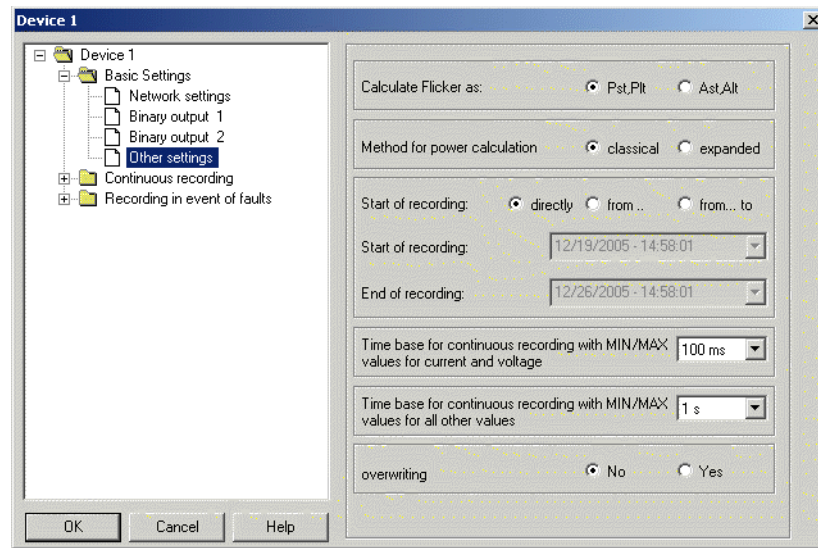 Device 1
Device 1
Basic Settings
Network settings
Binary output 1
Binary output 2
Other settings
Continuous recording
Recording in event of faults
OK Cancel Help
Calculate Flicker as: Pst,Plt Ast,Alt
Method for power calculation classical expanded
Start of recording: directly from .. from... to
Start of recording: 12/19/2005 - 14:58:01
End of recording: 12/26/2005 - 14:58:01
Time base for continuous recording with MIN/MAX
values for current and voltage
100 ms
Time base for continuous recording with MIN/MAX
values for all other values
1 s
overwriting No Yes